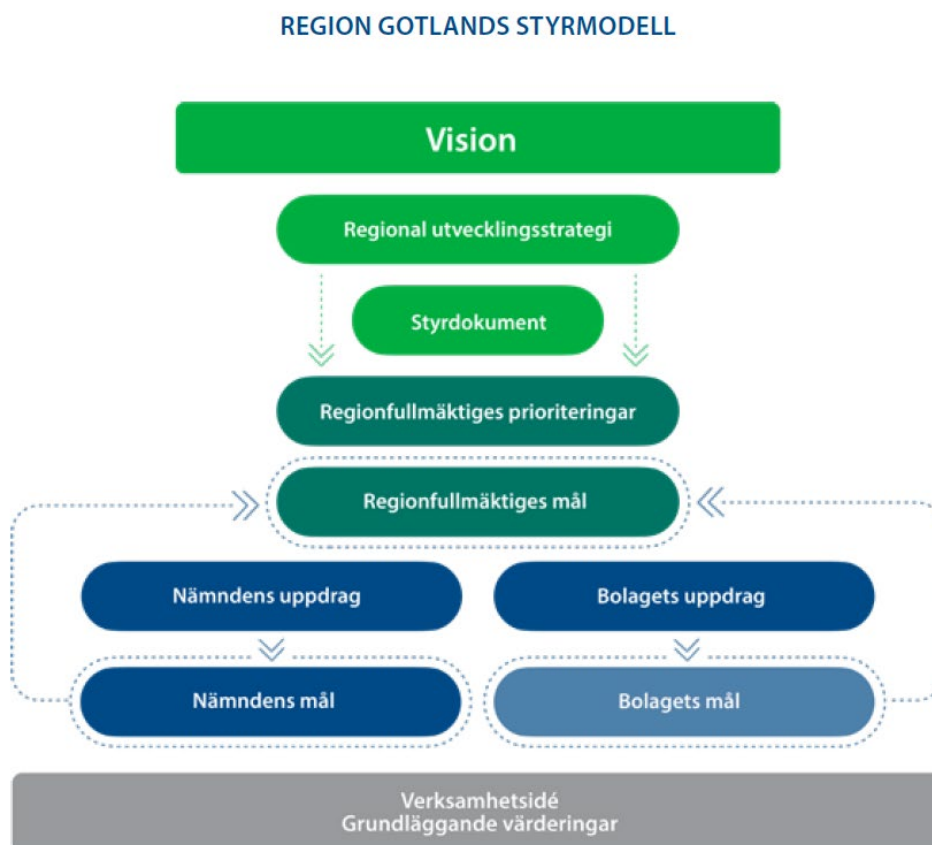 REGION GOTLANDS STYRMODELL
Vision
Regional utvecklingsstrategi
Styrdokument
Regionfullmäktiges prioriteringar
Regionfullmäktiges mål
Nämndens uppdrag
Bolagets uppdrag
Nämndens mål
Bolagets mål
Verksamhetsidé
Grundläggande värderingar